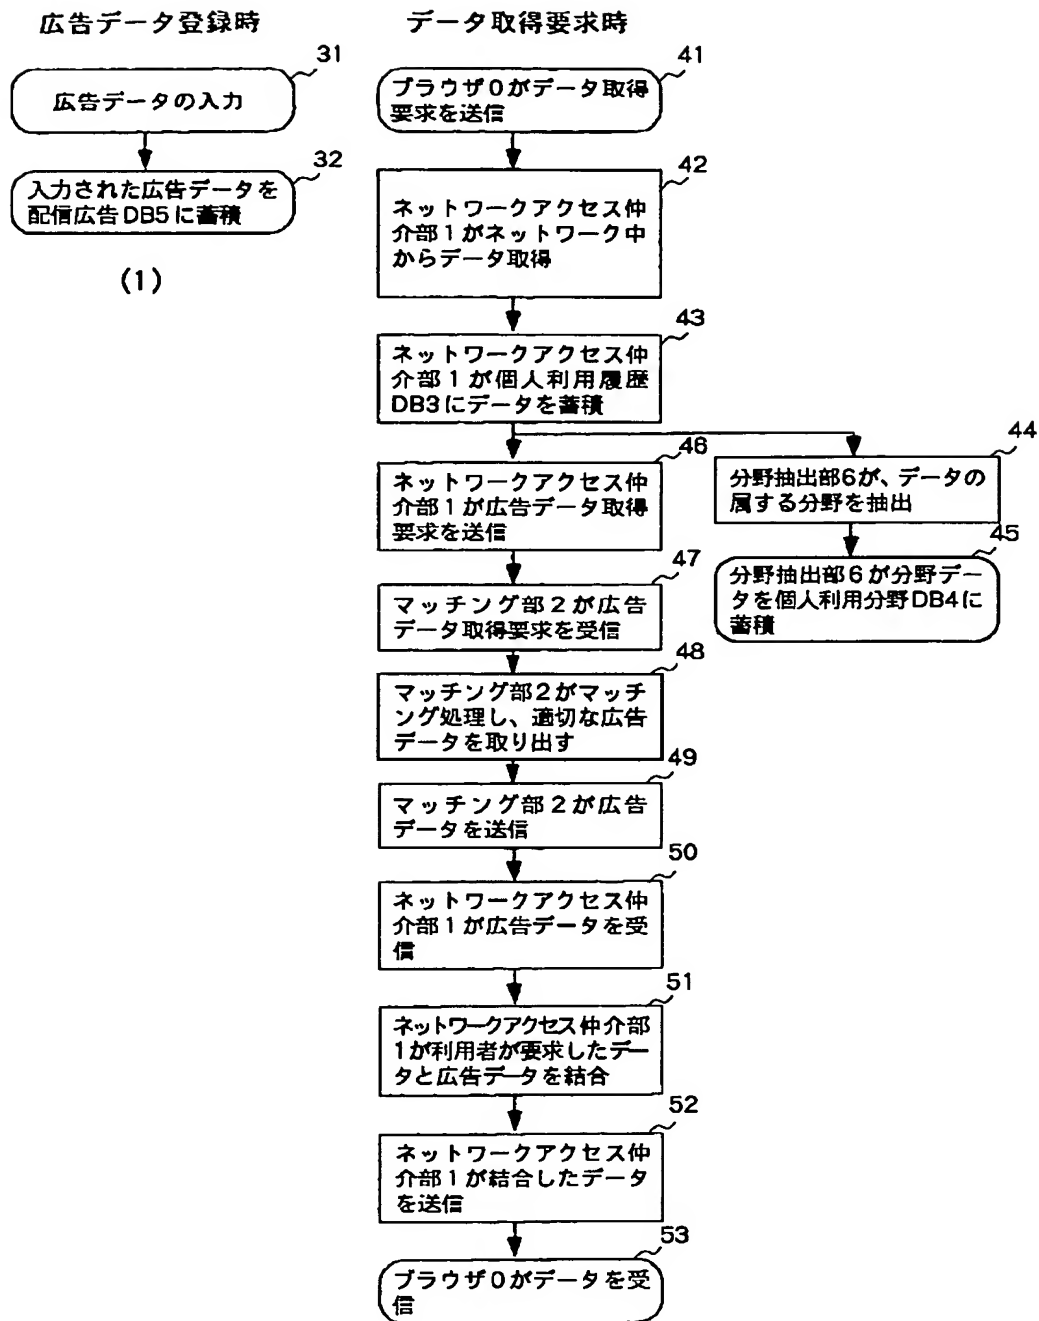 広告データ登録時
31
広告データの入力
32
入力された広告データを
配信広告DB5に蓄積
(1)
データ取得要求時
41
ブラウザ0がデータ取得
要求を送信
42
ネットワークアクセス仲
介部1がネットワーク中
からデータ取得
43
ネットワークアクセス仲
介部1が個人利用履歴
DB3にデータを蓄積
44
分野抽出部6が、データの
属する分野を抽出
45
分野抽出部6が分野デー
タを個人利用分野DB4に
蓄積
46
ネットワークアクセス仲
介部1が広告データ取得
要求を送信
47
マッチング部2が広告
データ取得要求を受信
48
マッチング部2がマッチ
ング処理し、適切な広告
データを取り出す
49
マッチング部2が広告
データを送信
50
ネットワークアクセス仲
介部1が広告データを受
信
51
ネットワークアクセス仲介部
1が利用者が要求したデー
タと広告データを結合
52
ネットワークアクセス仲
介部1が結合したデータ
を送信
53
ブラウザ0がデータを受
信